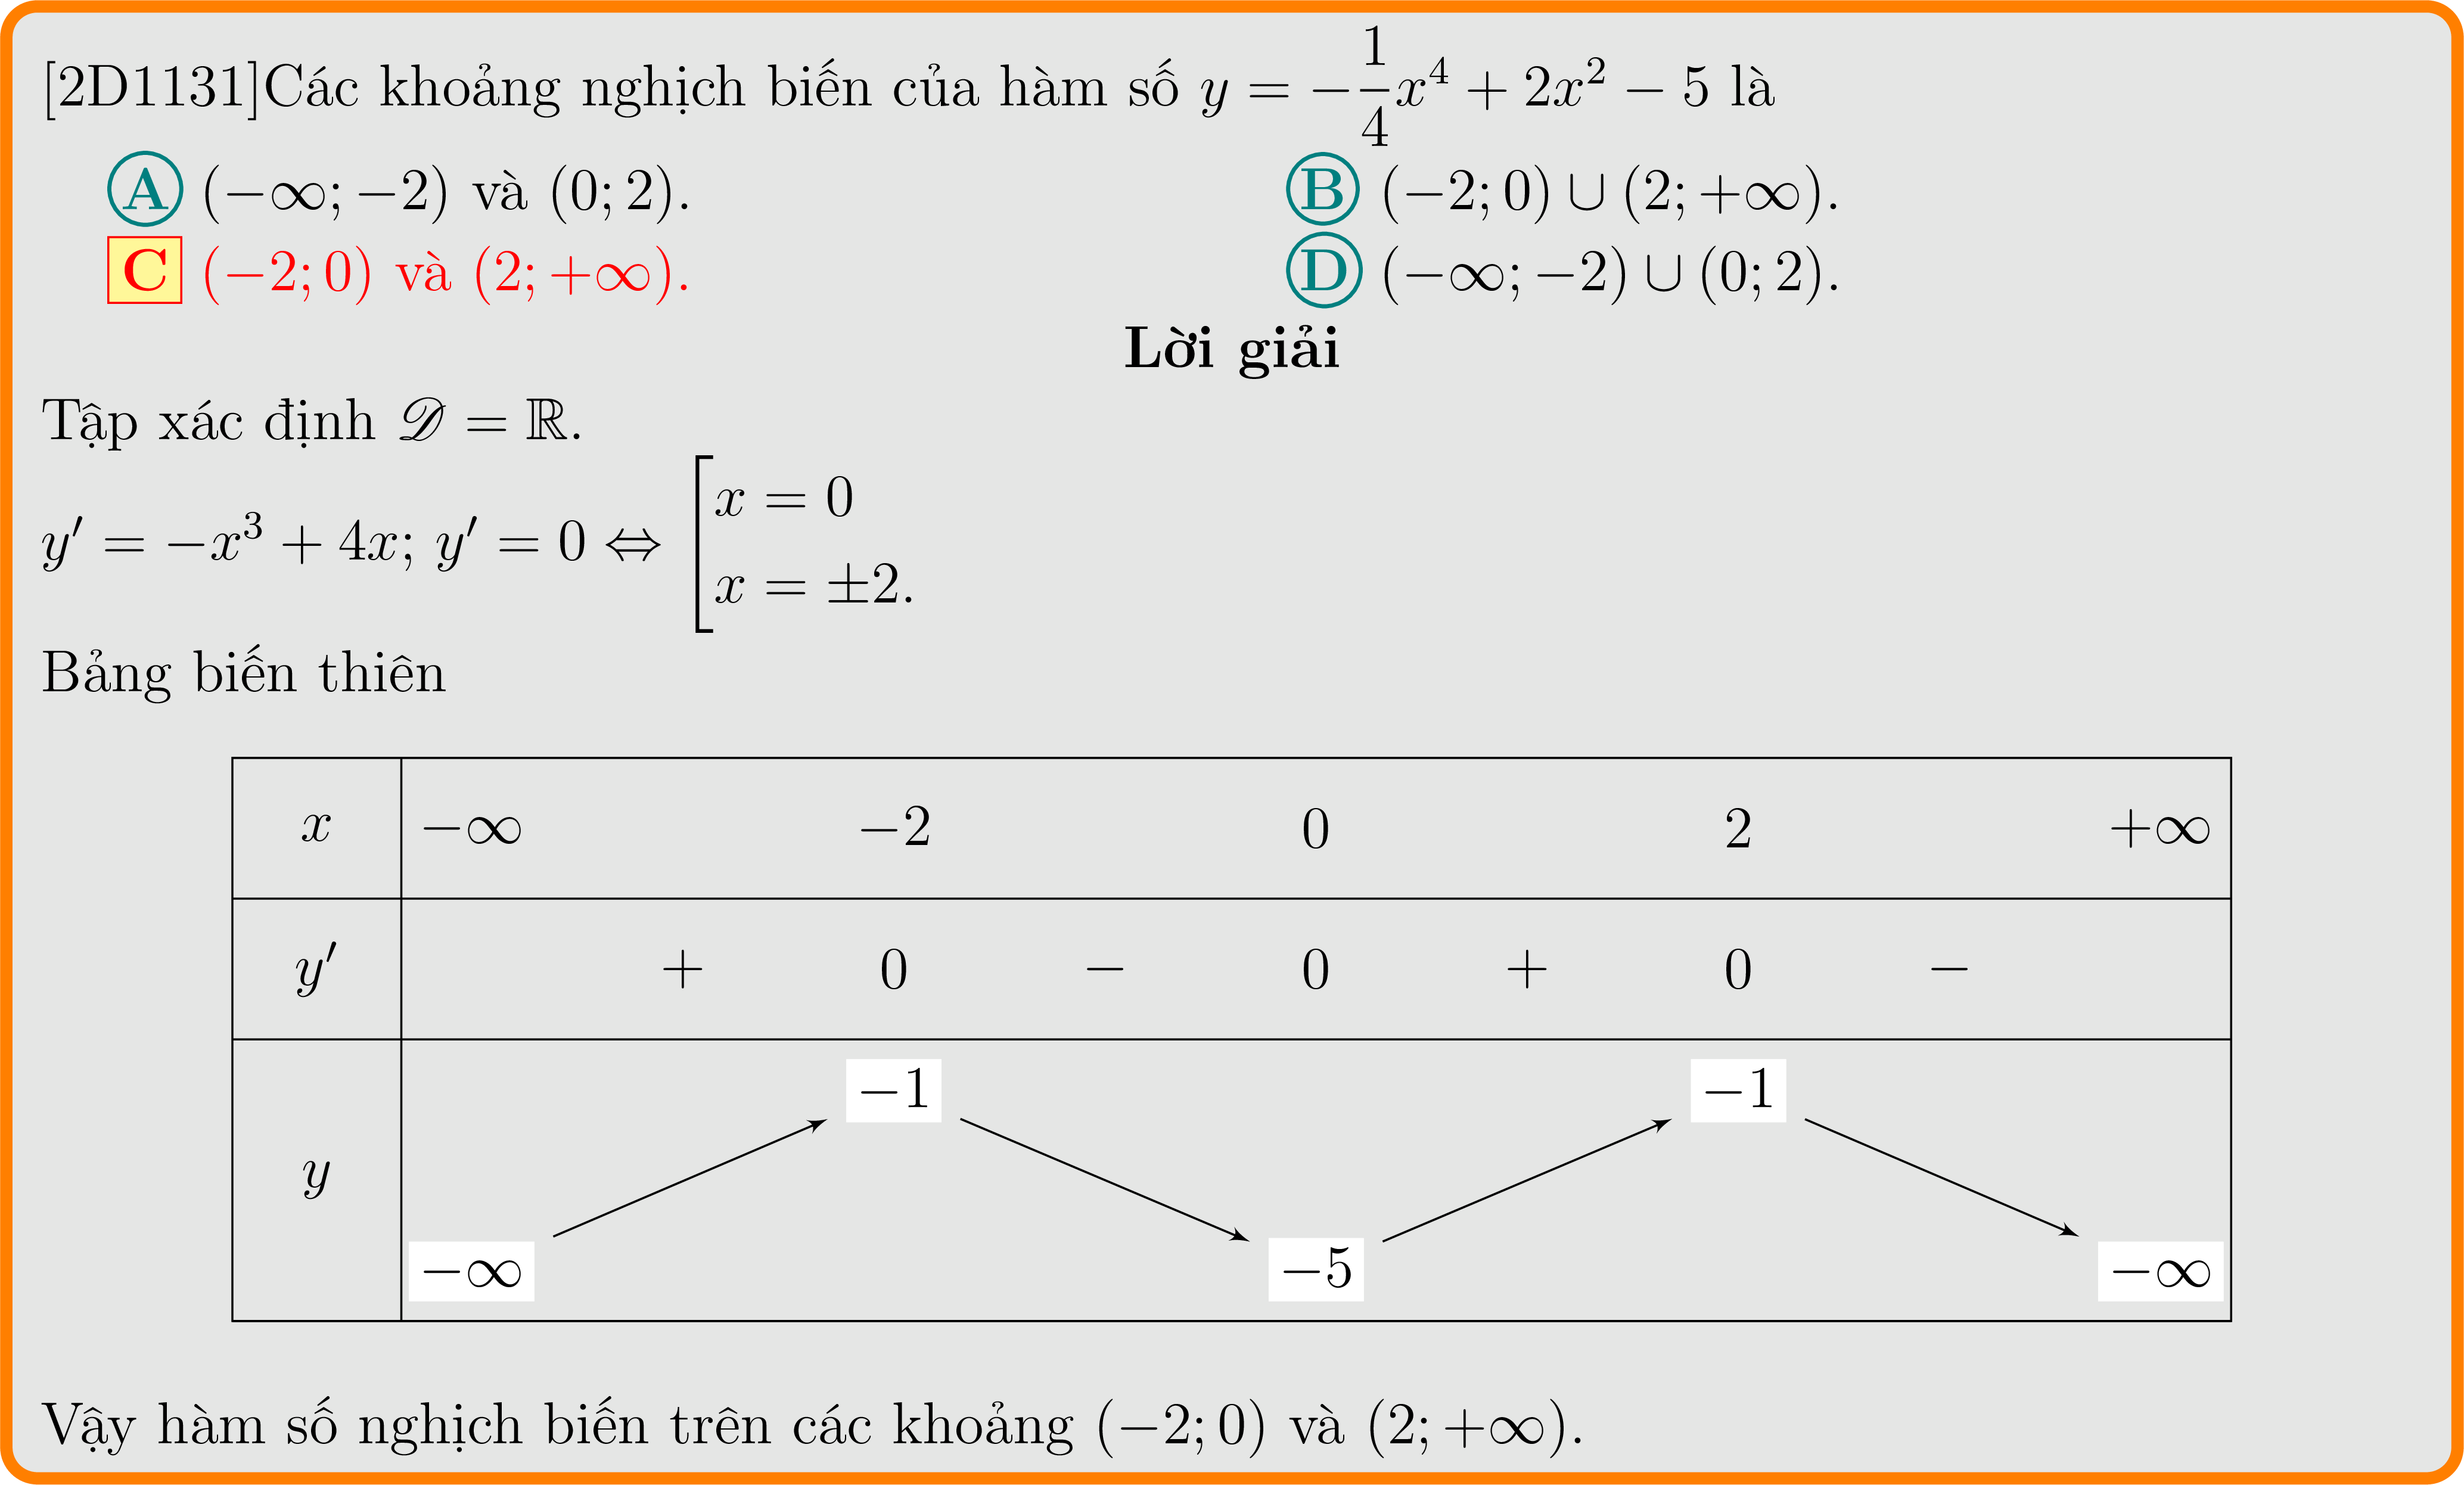 [2D1131]Các khoảng nghịch biến của hàm số $y = -\frac{1}{4}x^4 + 2x^2 - 5$ là
A $(-\infty; -2)$ và $(0; 2)$. B $(-2; 0) \cup (2; +\infty)$.
C $(-2; 0)$ và $(2; +\infty)$. D $(-\infty; -2) \cup (0; 2)$.
Lời giải
Tập xác định $\mathscr{D} = \mathbb{R}$.
$y' = -x^3 + 4x; y' = 0 \Leftrightarrow \left[\begin{array}{l} x = 0 \\ x = \pm 2. \end{array}\right.$
Bảng biến thiên
$x$ $-\infty$ $-2$ $0$ $2$ $+\infty$
$y'$ $+$ $0$ $-$ $0$ $+$ $0$ $-$
$-1$ $-1$
$y$
$-\infty$ $-5$ $-\infty$
Vậy hàm số nghịch biến trên các khoảng $(-2; 0)$ và $(2; +\infty)$.